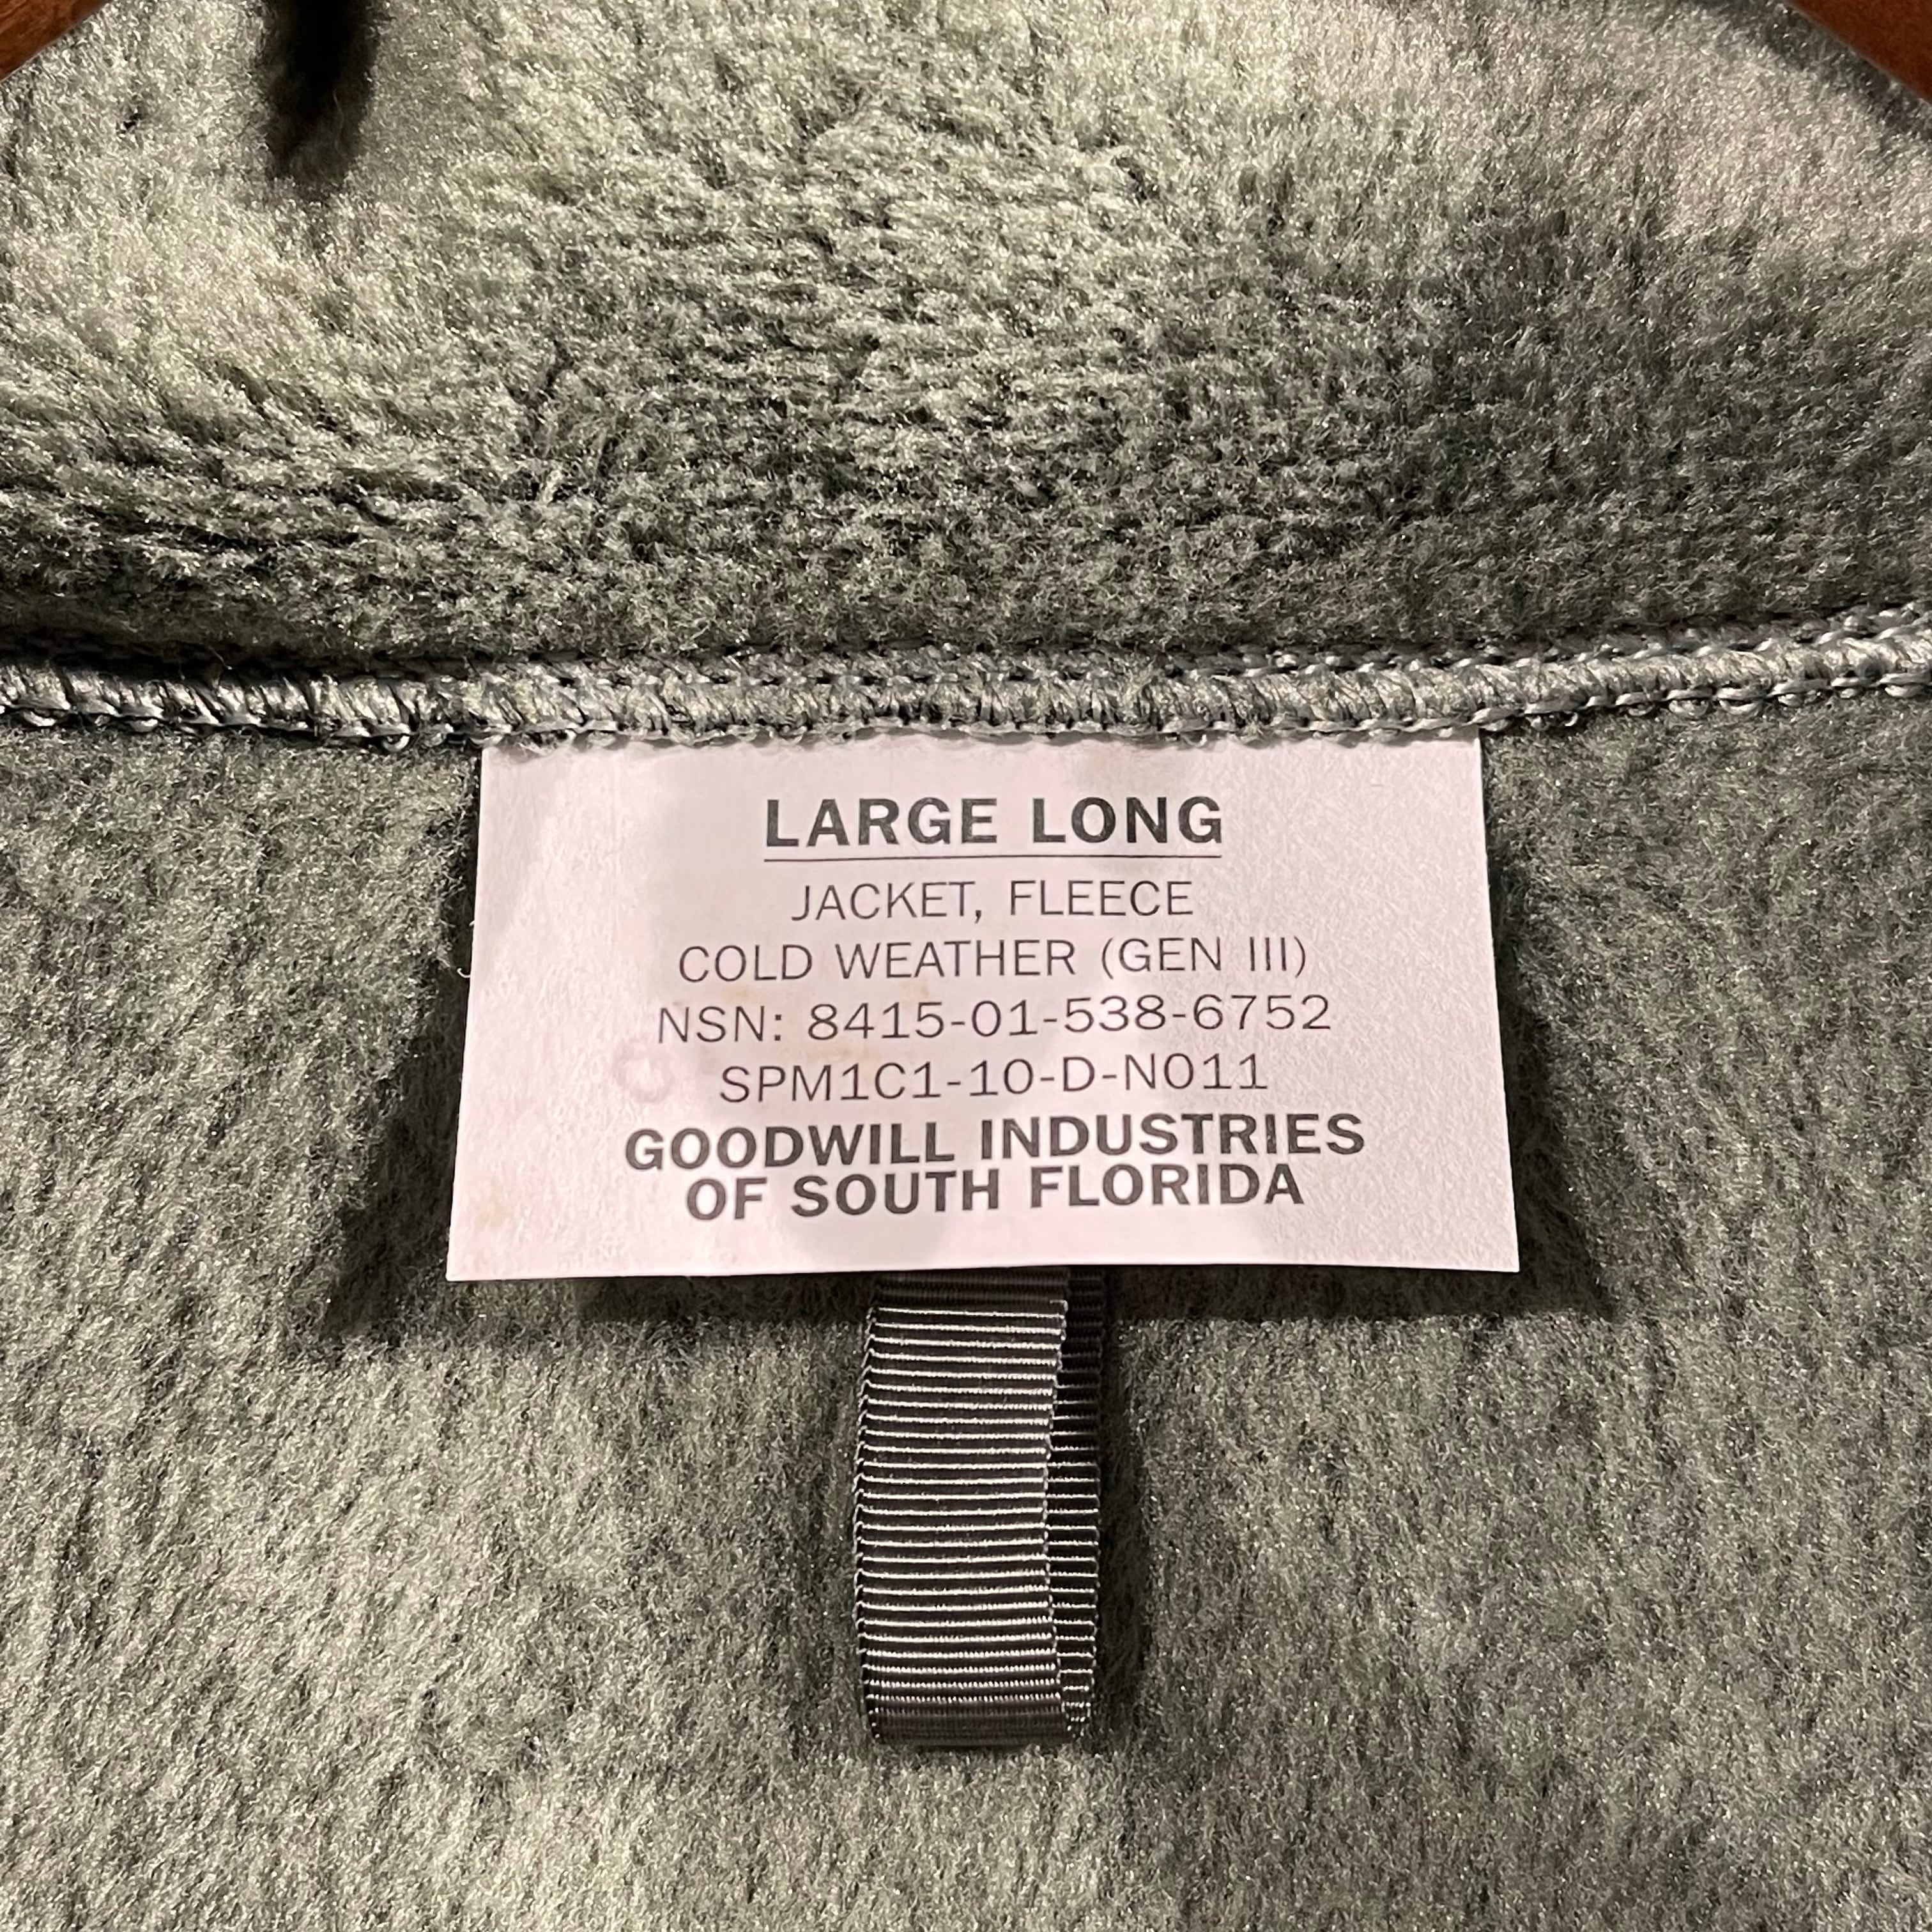 LARGE LONG
JACKET, FLEECE
COLD WEATHER (GEN III)
NSN: 8415-01-538-6752
SPM1C1-10-D-N011
GOODWILL INDUSTRIES
OF SOUTH FLORIDA